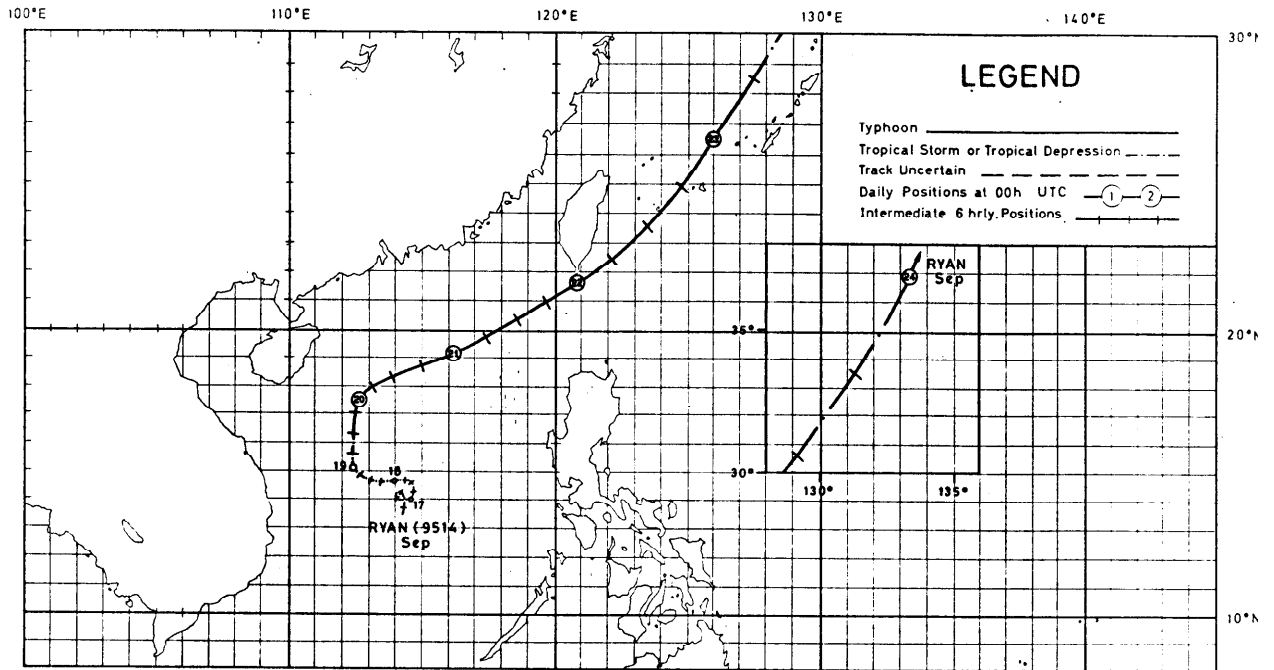 100°E 110°E 120°E 130°E 140°E
30°N
LEGEND
Typhoon
Tropical Storm or Tropical Depression
Track Uncertain
Daily Positions at 00h UTC 1 2
Intermediate 6 hrly. Positions
23
24 RYAN
Sep
22
35°
20°N
21
20
19
18
17
30°
130° 135°
RYAN (9514)
Sep
10°N